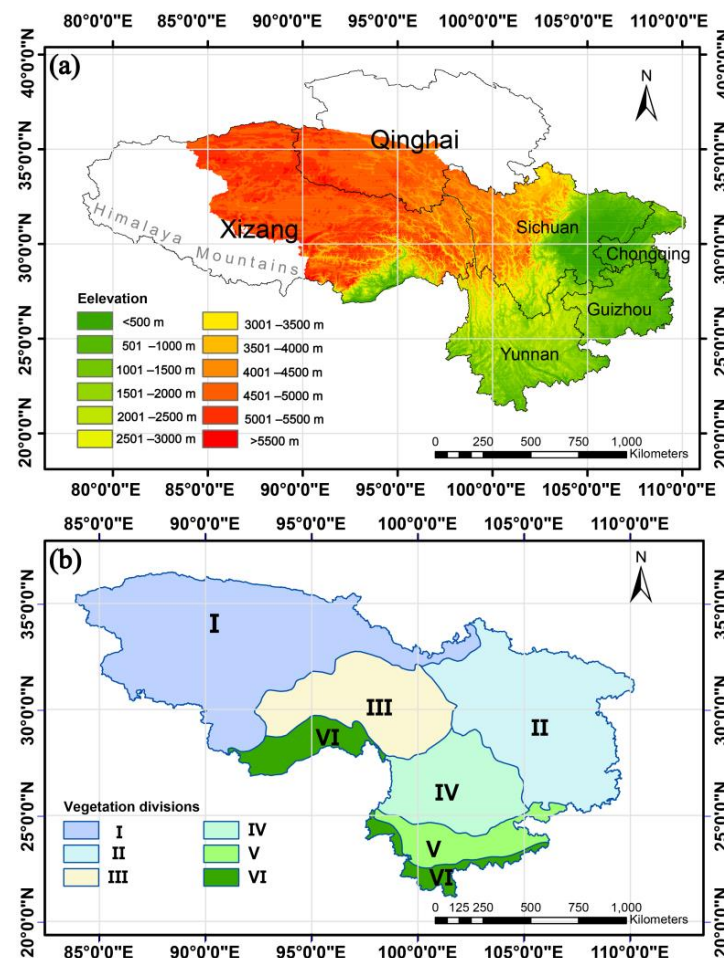 80°0'0"E 85°0'0"E 90°0'0"E 95°0'0"E 100°0'0"E 105°0'0"E 110°0'0"E
(a)
N
40°0'0"N 40°0'0"N
35°0'0"N 35°0'0"N
30°0'0"N 30°0'0"N
25°0'0"N 25°0'0"N
20°0'0"N 20°0'0"N
Qinghai
Xizang
Himalaya Mountains
Sichuan
Chongqing
Guizhou
Yunnan
Eelevation
<500 m
501 –1000 m
1001 –1500 m
1501 –2000 m
2001 –2500 m
2501 –3000 m
3001 –3500 m
3501 –4000 m
4001 –4500 m
4501 –5000 m
5001 –5500 m
>5500 m
0 250 500 750 1,000
Kilometers
80°0'0"E 85°0'0"E 90°0'0"E 95°0'0"E 100°0'0"E 105°0'0"E 110°0'0"E
85°0'0"E 90°0'0"E 95°0'0"E 100°0'0"E 105°0'0"E 110°0'0"E
(b)
N
35°0'0"N 35°0'0"N
30°0'0"N 30°0'0"N
25°0'0"N 25°0'0"N
20°0'0"N 20°0'0"N
I
III
II
VI
IV
V
VI
Vegetation divisions
I
II
III
IV
V
VI
0 125 250 500 750 1,000
Kilometers
85°0'0"E 90°0'0"E 95°0'0"E 100°0'0"E 105°0'0"E 110°0'0"E